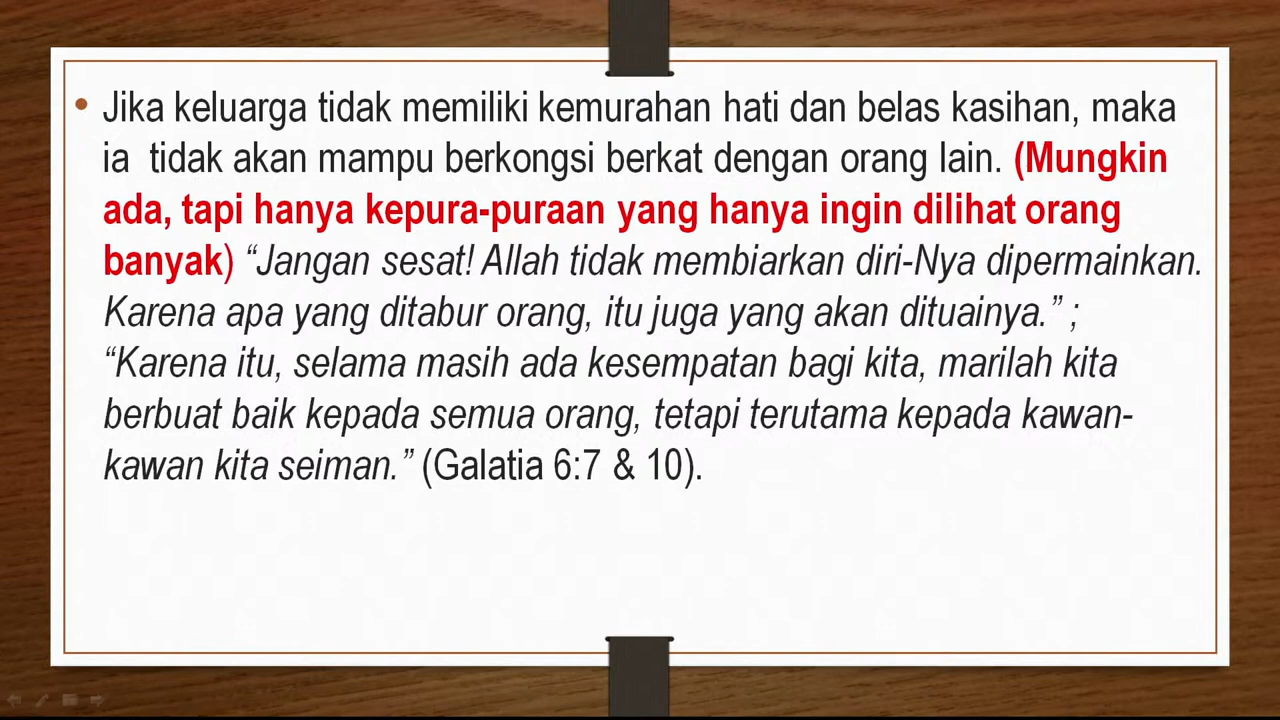 • Jika keluarga tidak memiliki kemurahan hati dan belas kasihan, maka
ia  tidak akan mampu berkongsi berkat dengan orang lain. (Mungkin
ada, tapi hanya kepura-puraan yang hanya ingin dilihat orang
banyak) “Jangan sesat! Allah tidak membiarkan diri-Nya dipermainkan.
Karena apa yang ditabur orang, itu juga yang akan dituainya.” ;
“Karena itu, selama masih ada kesempatan bagi kita, marilah kita
berbuat baik kepada semua orang, tetapi terutama kepada kawan-
kawan kita seiman.” (Galatia 6:7 & 10).